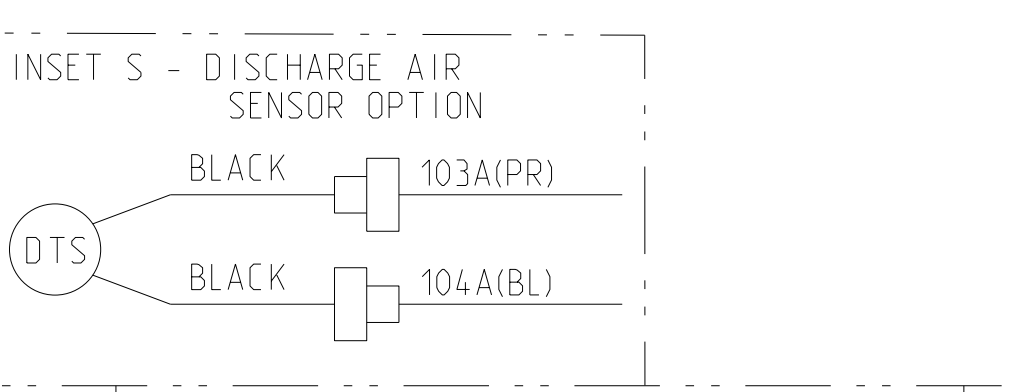 INSET S - DISCHARGE AIR
SENSOR OPTION
BLACK
103A(PR)
DTS
BLACK
104A(BL)